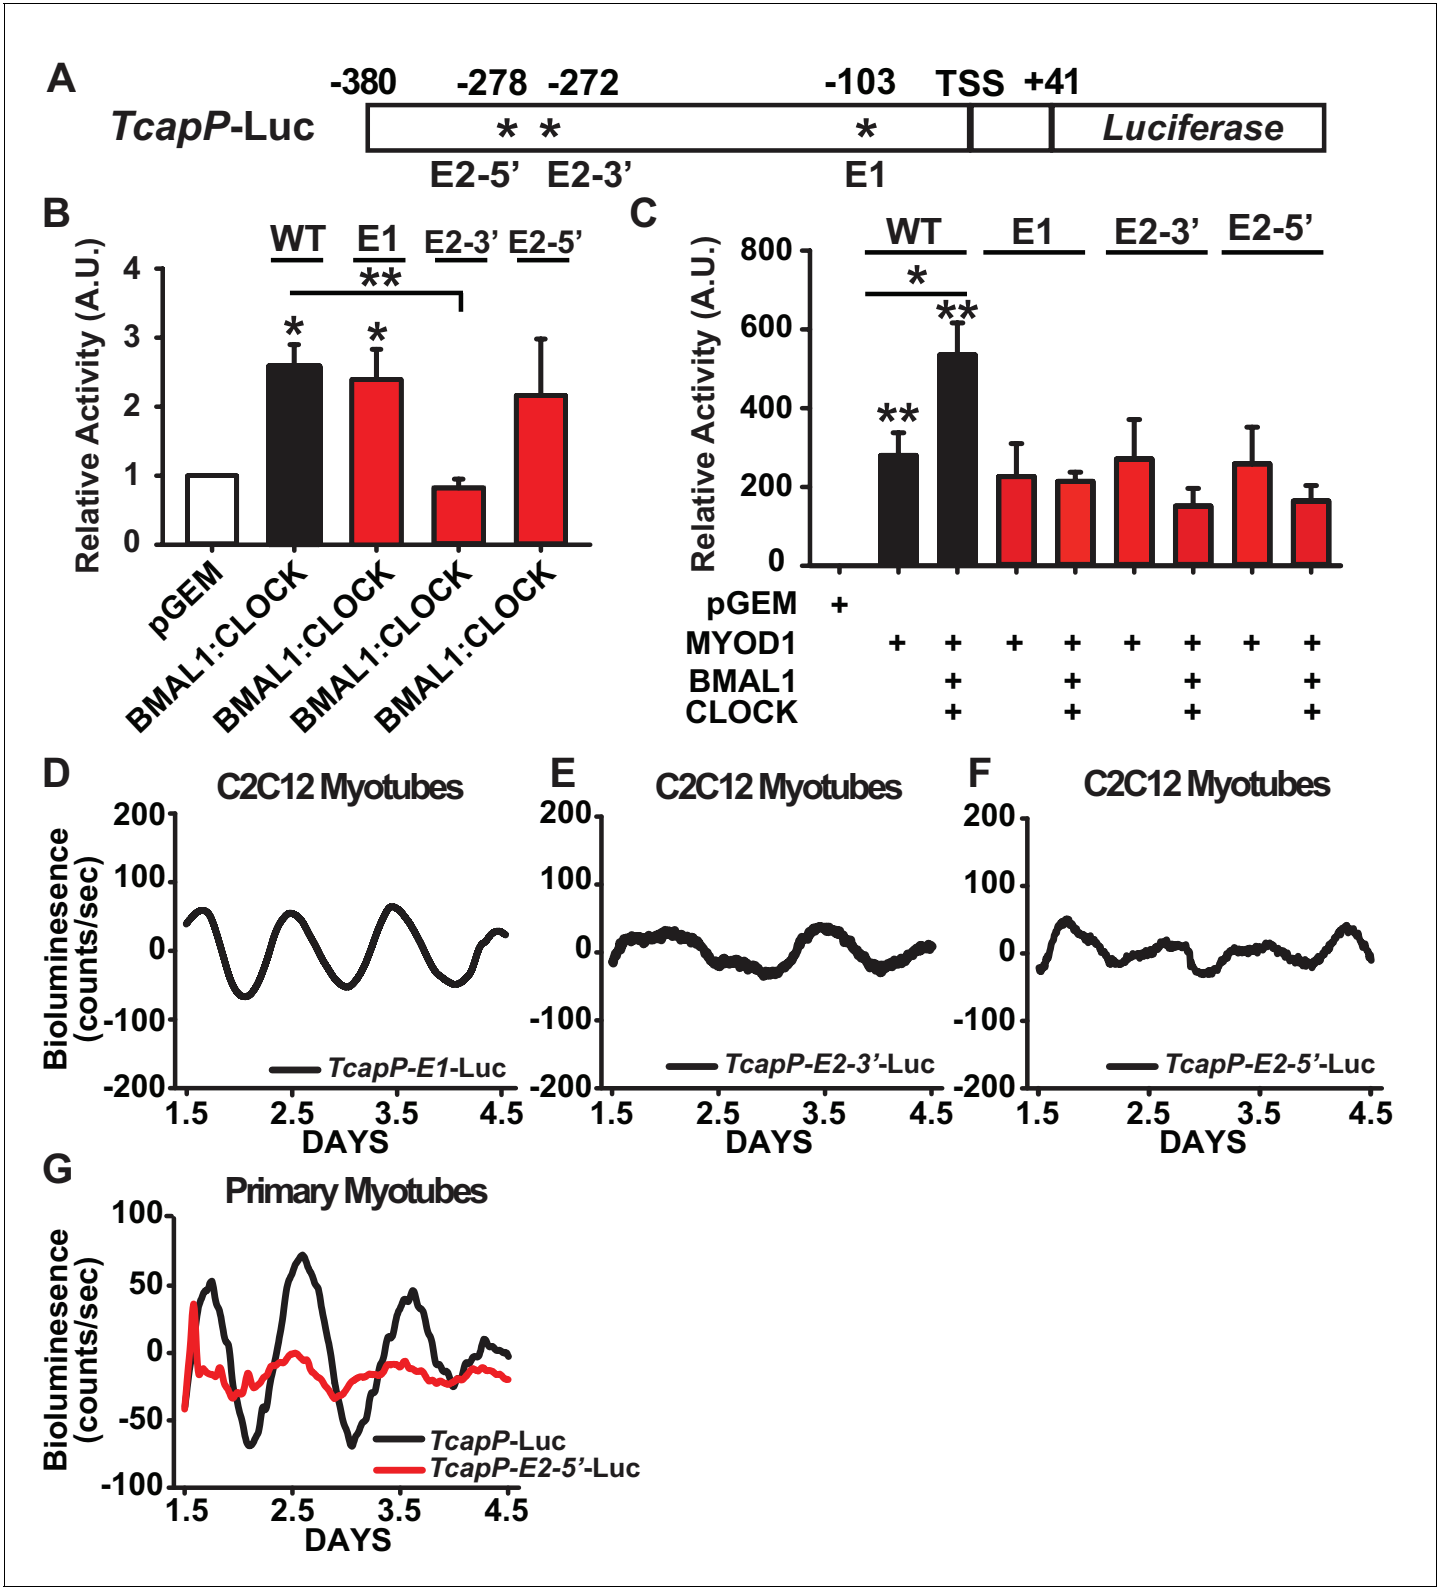 A
-380 -278 -272 -103 TSS +41
TcapP-Luc * * * Luciferase
E2-5’ E2-3’ E1
B
WT E1 E2-3’ E2-5’
**
* *
Relative Activity (A.U.)
4
3
2
1
0
pGEM
BMAL1:CLOCK
BMAL1:CLOCK
BMAL1:CLOCK
BMAL1:CLOCK
C
WT E1 E2-3’ E2-5’
*
**
**
Relative Activity (A.U.)
800
600
400
200
0
pGEM +
MYOD1 + + + + + + + +
BMAL1 + + + +
CLOCK + + + +
D
C2C12 Myotubes
Bioluminesence
(counts/sec)
200
100
0
-100
-200
TcapP-E1-Luc
1.5 2.5 3.5 4.5
DAYS
E
C2C12 Myotubes
200
100
0
-100
-200
TcapP-E2-3’-Luc
1.5 2.5 3.5 4.5
DAYS
F
C2C12 Myotubes
200
100
0
-100
-200
TcapP-E2-5’-Luc
1.5 2.5 3.5 4.5
DAYS
G
Primary Myotubes
Bioluminesence
(counts/sec)
100
50
0
-50
-100
TcapP-Luc
TcapP-E2-5’-Luc
1.5 2.5 3.5 4.5
DAYS